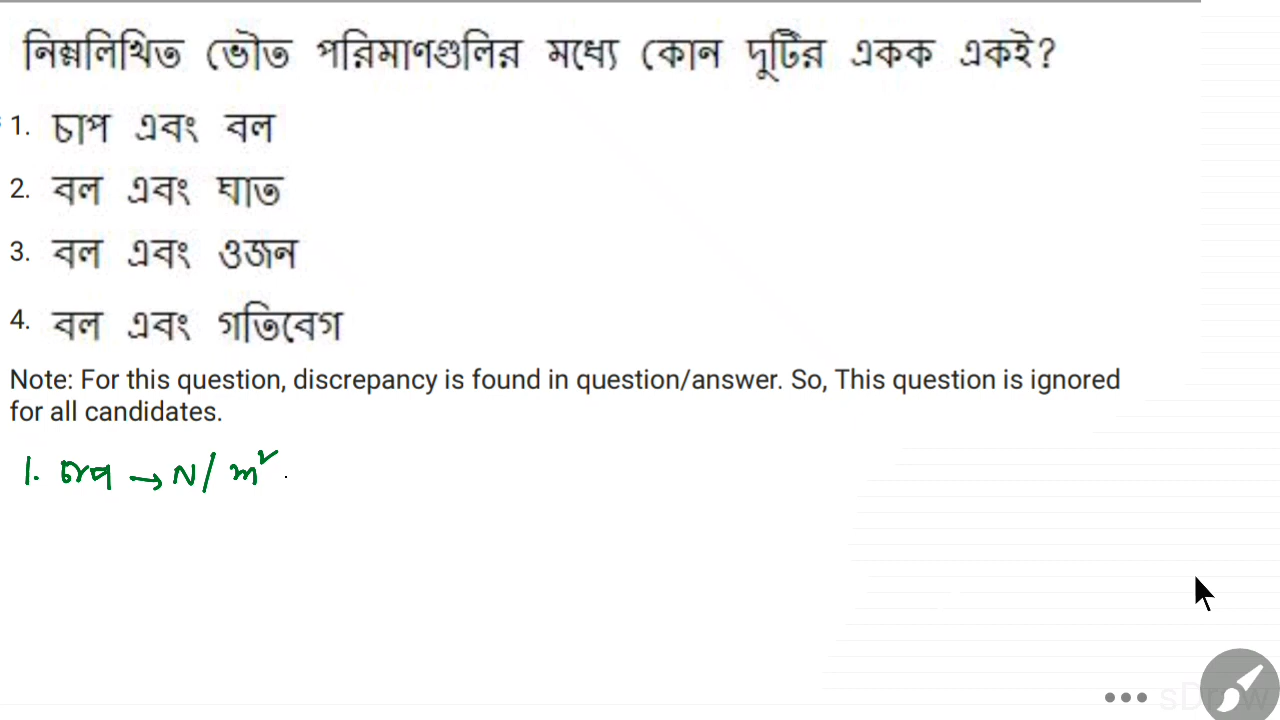 নিম্নলিখিত ভৌত পরিমাণগুলির মধ্যে কোন দুটির একক একই?
1. চাপ এবং বল
2. বল এবং ঘাত
3. বল এবং ওজন
4. বল এবং গতিবেগ
Note: For this question, discrepancy is found in question/answer. So, This question is ignored
for all candidates.
1. চাপ → N/m²